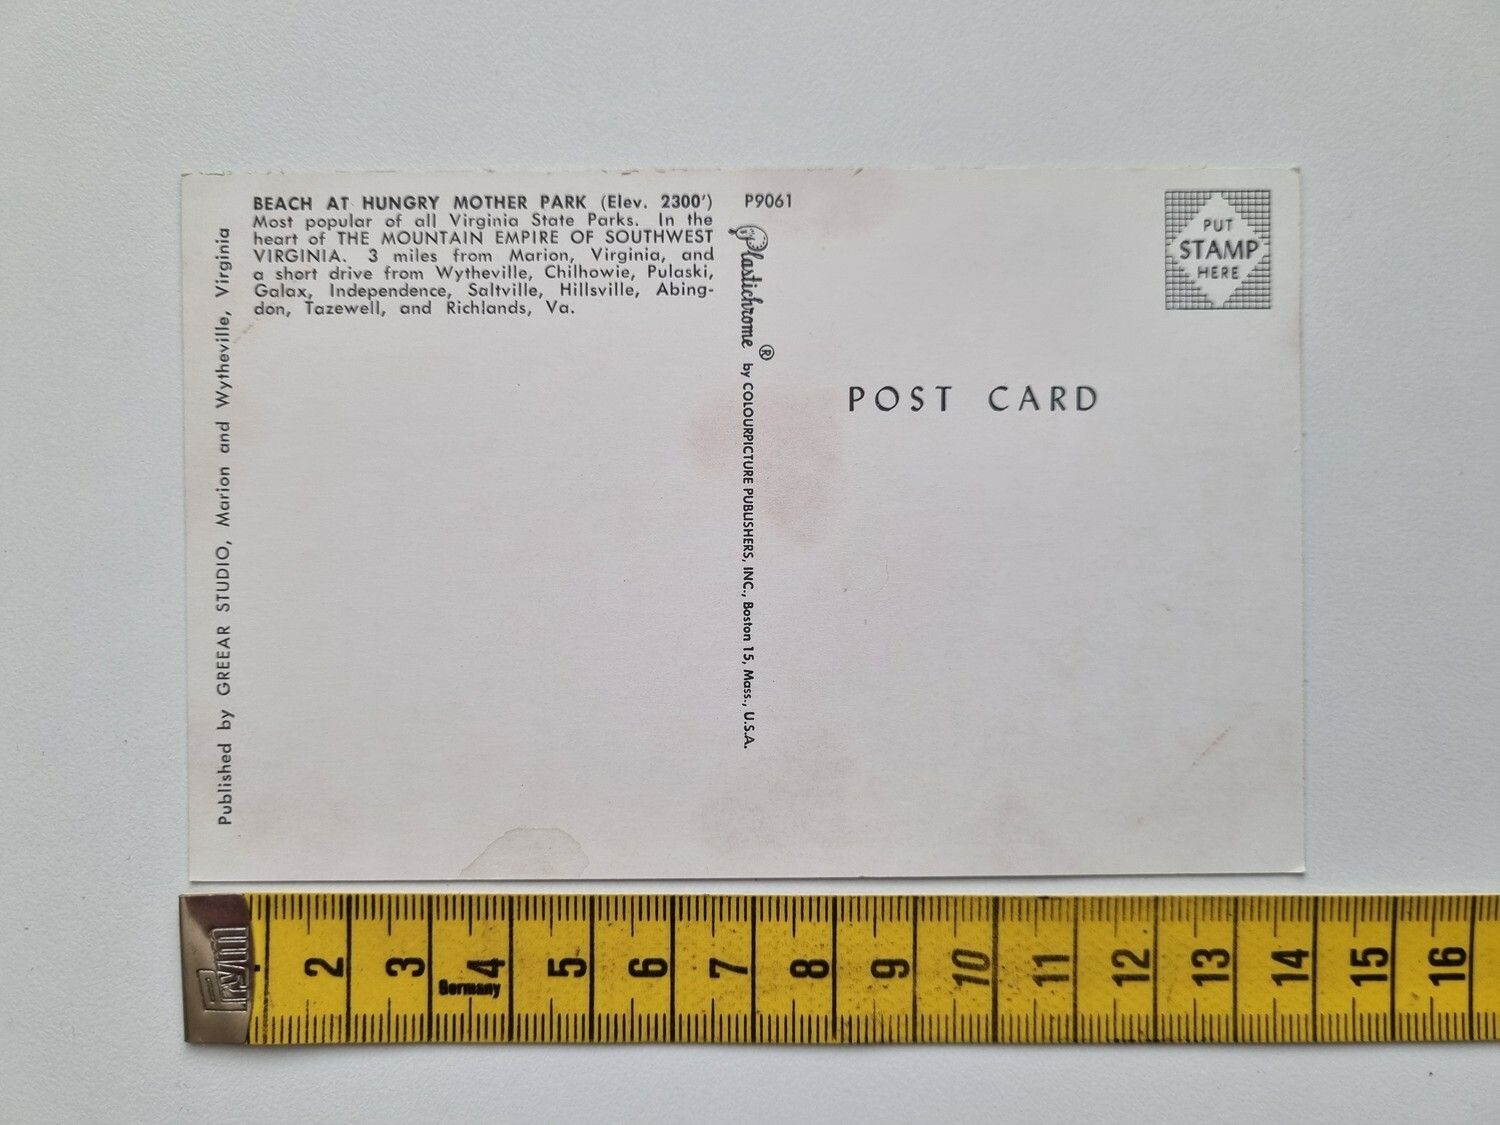 BEACH AT HUNGRY MOTHER PARK (Elev. 2300')
Most popular of all Virginia State Parks. In the
heart of THE MOUNTAIN EMPIRE OF SOUTHWEST
VIRGINIA. 3 miles from Marion, Virginia, and
a short drive from Wytheville, Chilhowie, Pulaski,
Galax, Independence, Saltville, Hillsville, Abing-
don, Tazewell, and Richlands, Va.
Published by GREEAR STUDIO, Marion and Wytheville, Virginia
P9061
Plastichrome ® by COLOURPICTURE PUBLISHERS, INC., Boston 15, Mass., U.S.A.
PUT
STAMP
HERE
POST CARD
Prym
2 3 4 5 6 7 8 9 10 11 12 13 14 15 16
Germany